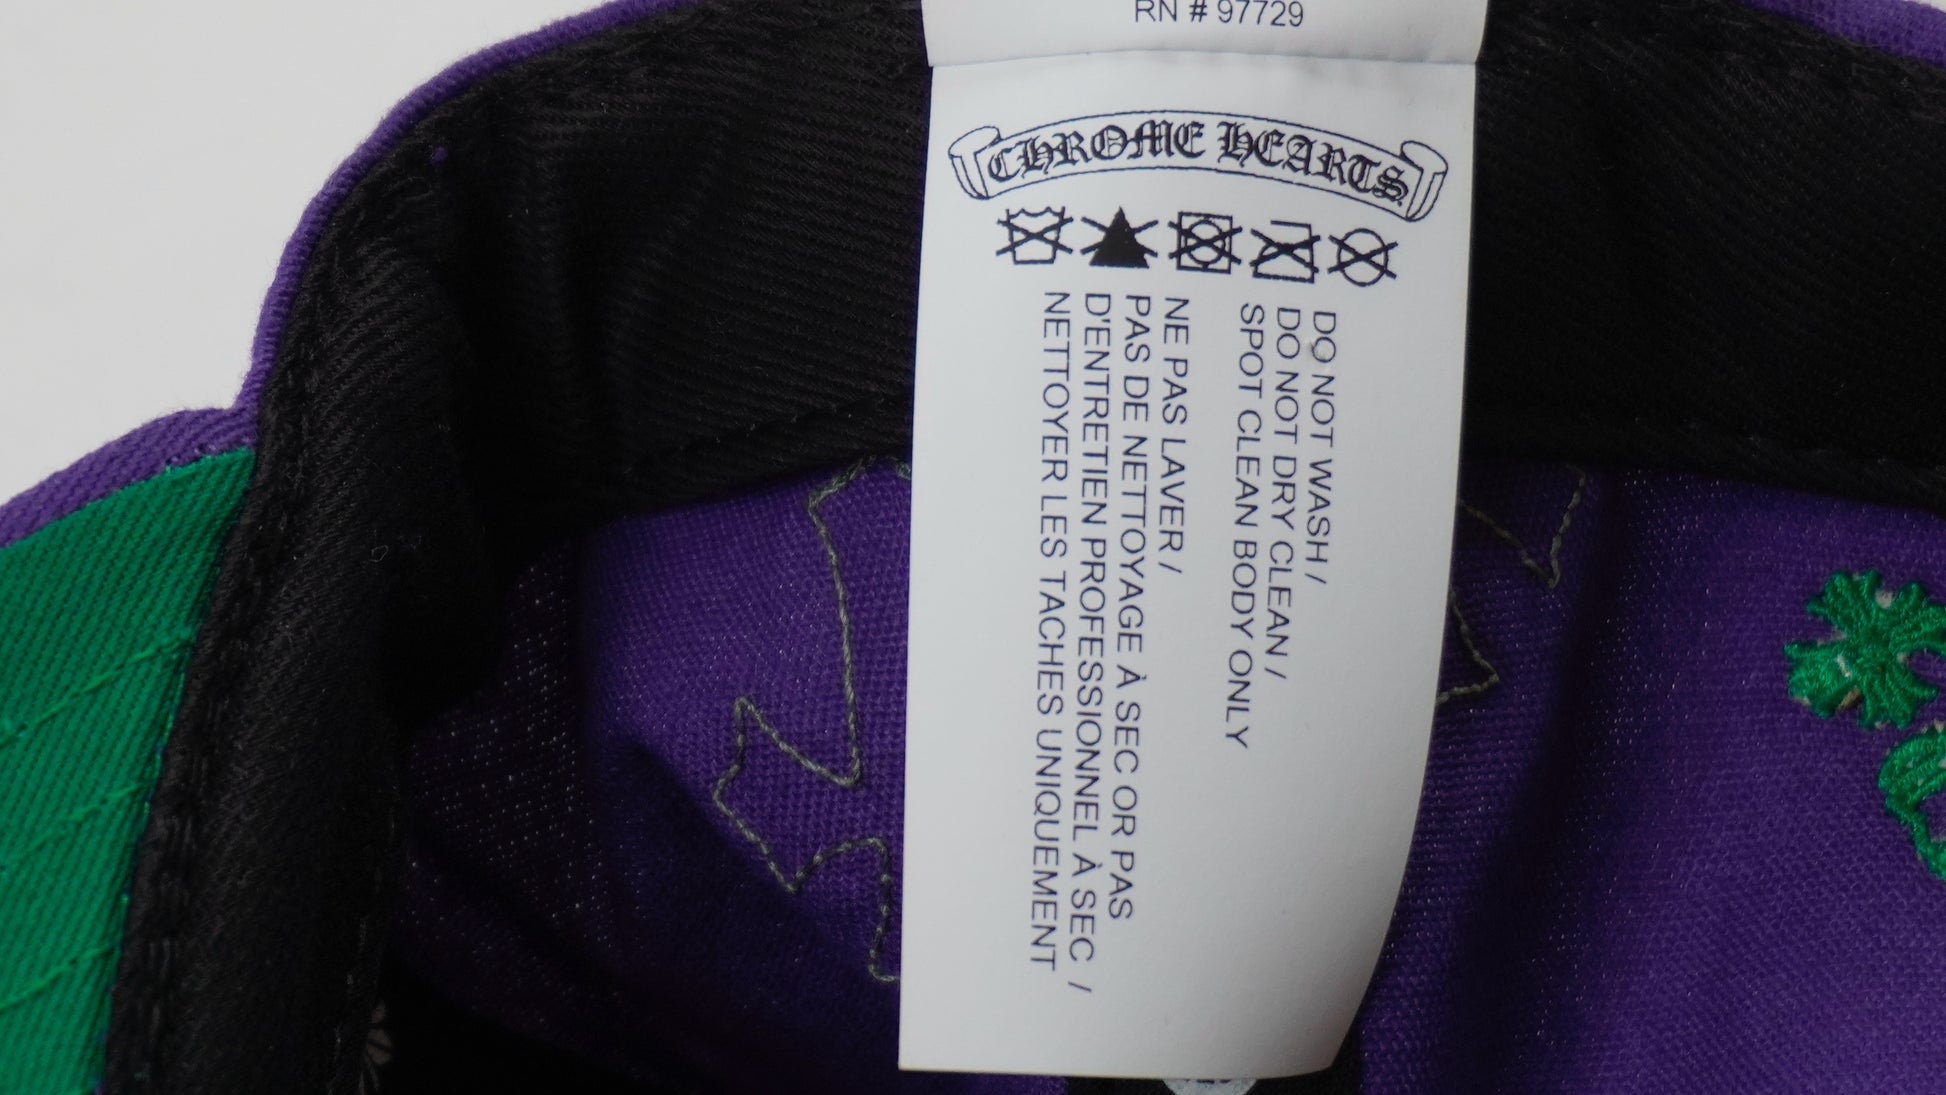 RN # 97729
CHROME HEARTS
DO NOT WASH /
DO NOT DRY CLEAN /
SPOT CLEAN BODY ONLY
NE PAS LAVER /
PAS DE NETTOYAGE À SEC OR PAS
D'ENTRETIEN PROFESSIONNEL À SEC /
NETTOYER LES TACHES UNIQUEMENT